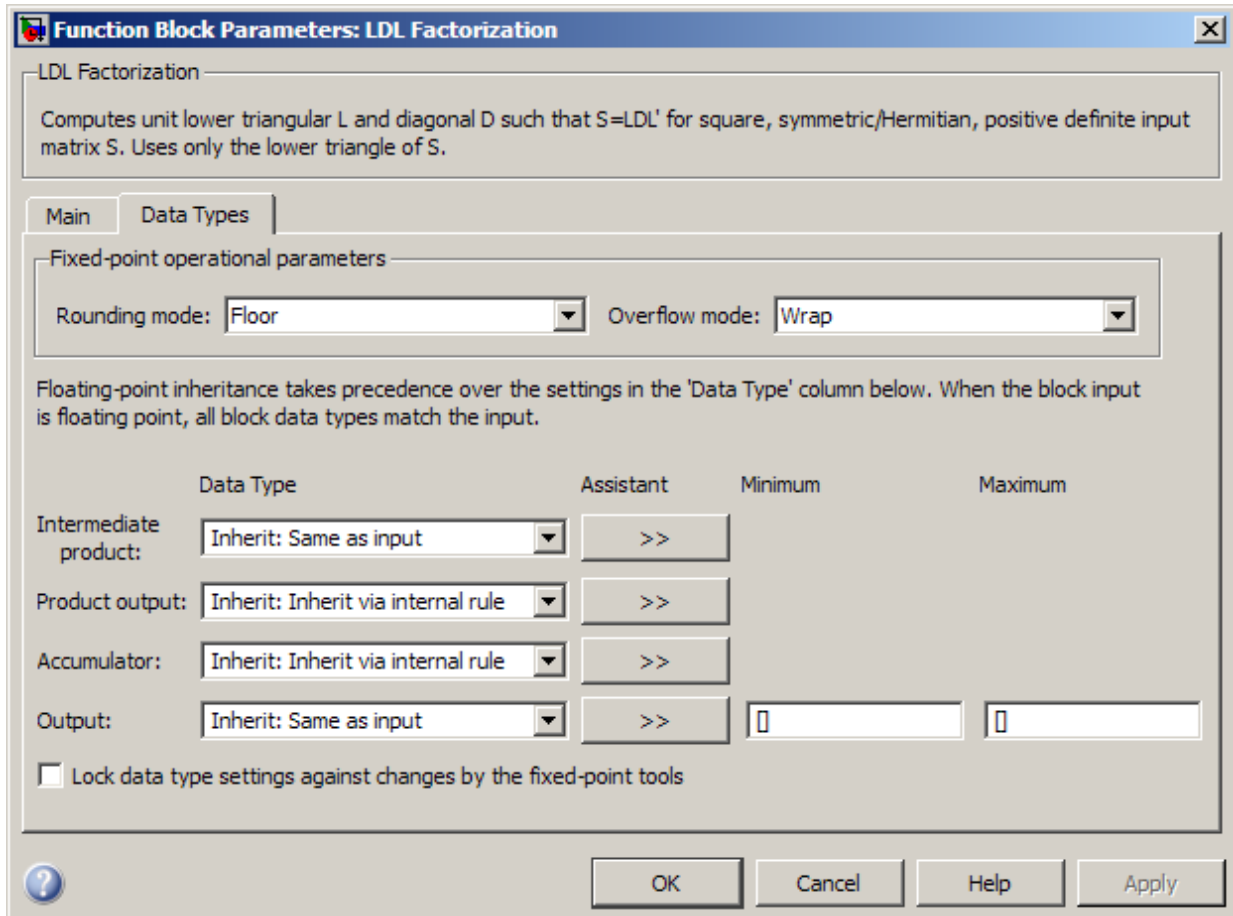 Function Block Parameters: LDL Factorization
LDL Factorization
Computes unit lower triangular L and diagonal D such that S=LDL' for square, symmetric/Hermitian, positive definite input
matrix S. Uses only the lower triangle of S.
Main Data Types
Fixed-point operational parameters
Rounding mode: Floor Overflow mode: Wrap
Floating-point inheritance takes precedence over the settings in the 'Data Type' column below. When the block input
is floating point, all block data types match the input.
Data Type Assistant Minimum Maximum
Intermediate
product: Inherit: Same as input >>
Product output: Inherit: Inherit via internal rule >>
Accumulator: Inherit: Inherit via internal rule >>
Output: Inherit: Same as input >> [] []
Lock data type settings against changes by the fixed-point tools
? OK Cancel Help Apply